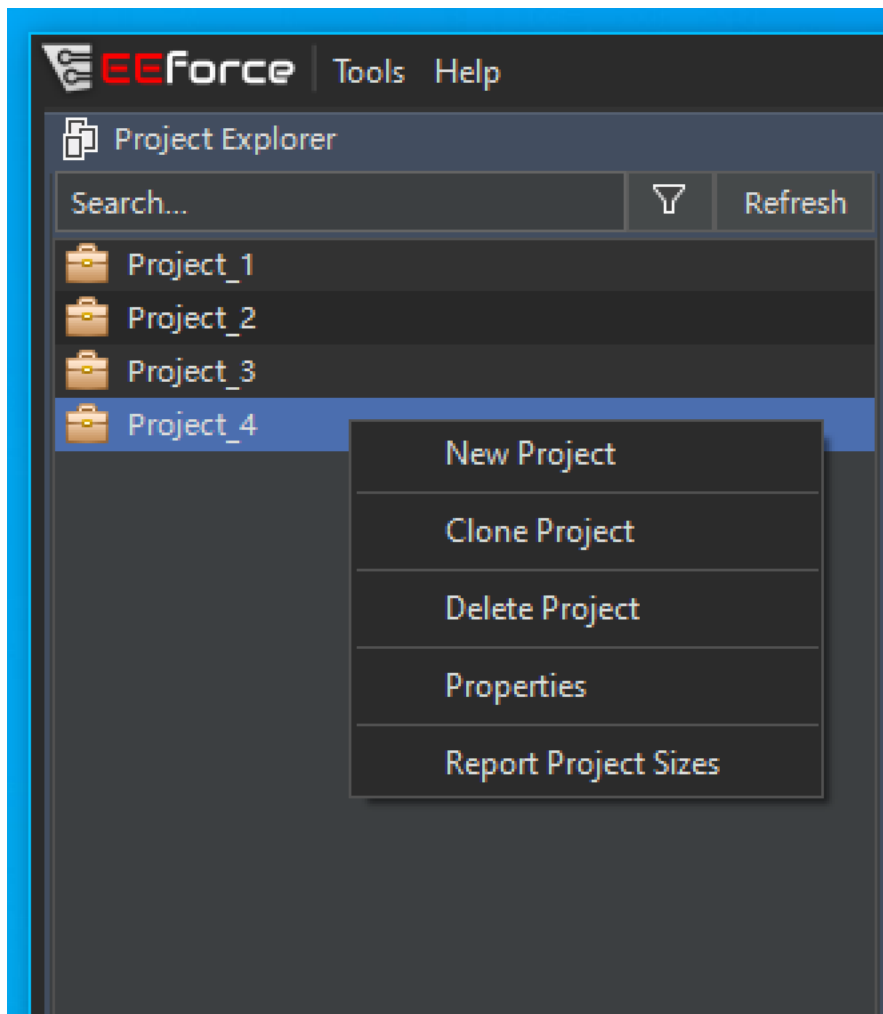 EEforce Tools Help
Project Explorer
Search... Refresh
Project_1
Project_2
Project_3
Project_4
New Project
Clone Project
Delete Project
Properties
Report Project Sizes